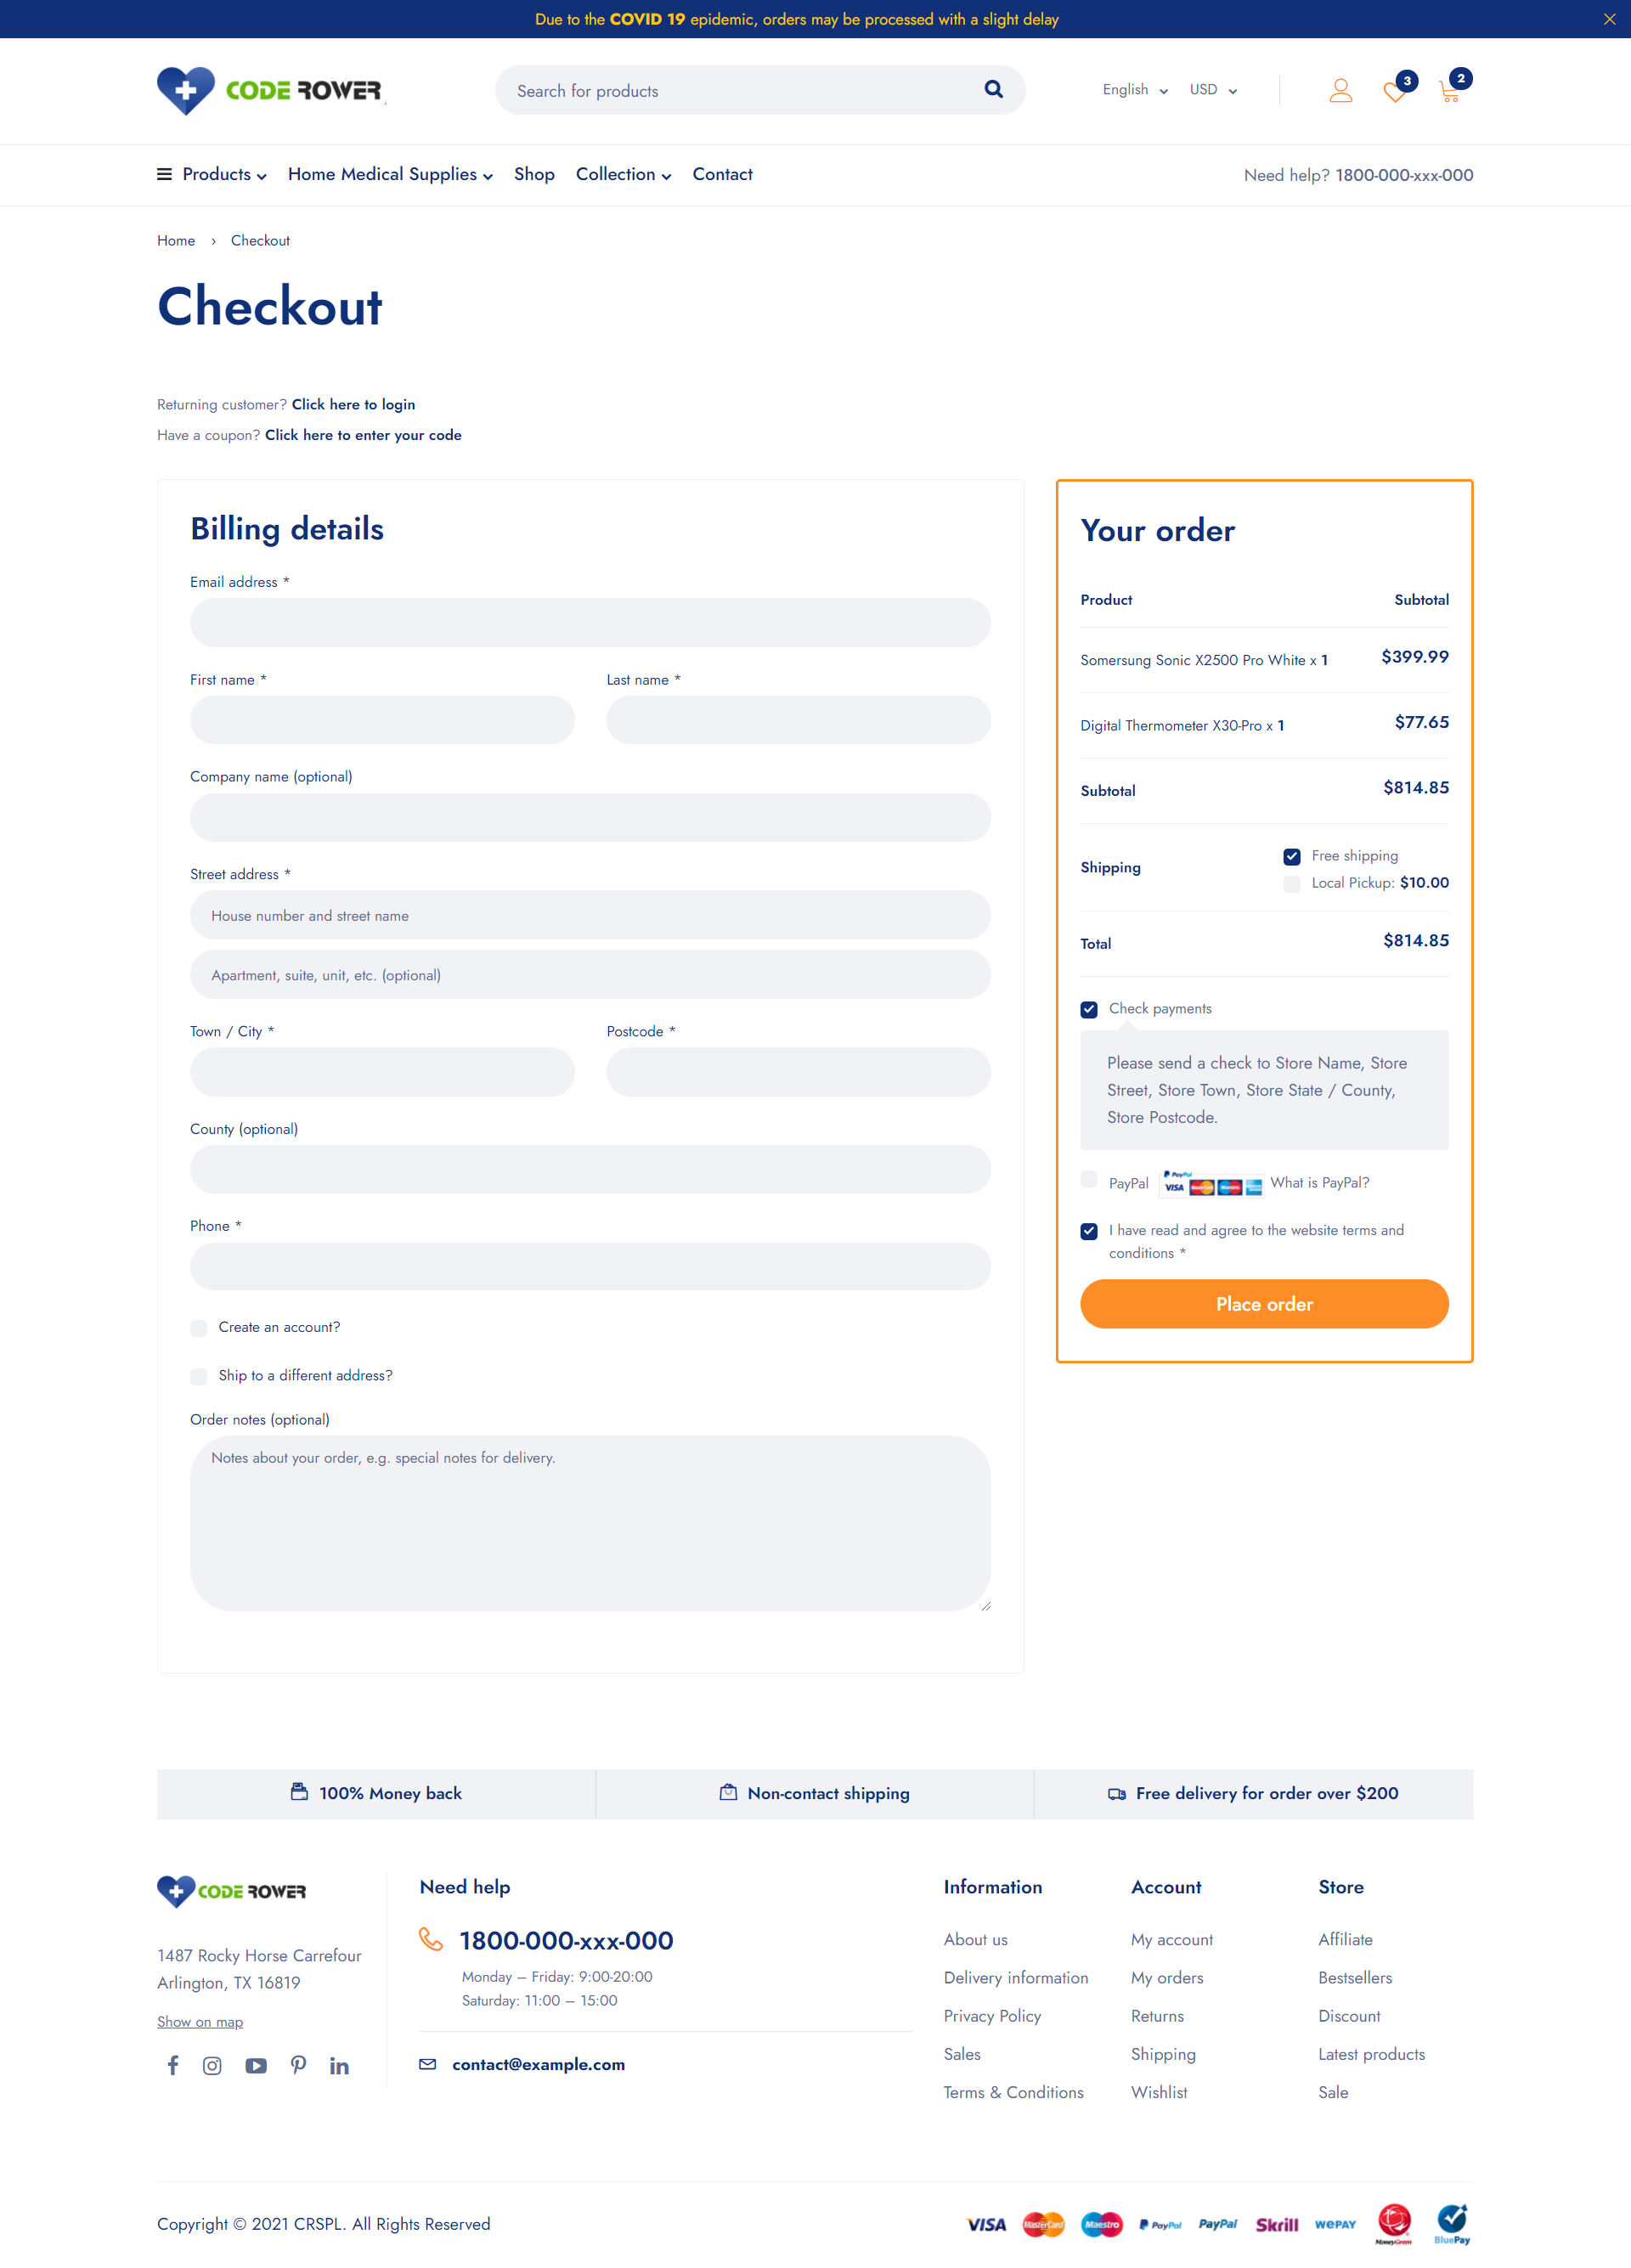 Due to the COVID 19 epidemic, orders may be processed with a slight delay
CODE ROWER
Search for products
English
USD
3
2
Products
Home Medical Supplies
Shop
Collection
Contact
Need help? 1800-000-xxx-000
Home › Checkout
Checkout
Returning customer? Click here to login
Have a coupon? Click here to enter your code
Billing details
Email address *
First name *
Last name *
Company name (optional)
Street address *
House number and street name
Apartment, suite, unit, etc. (optional)
Town / City *
Postcode *
County (optional)
Phone *
Create an account?
Ship to a different address?
Order notes (optional)
Notes about your order, e.g. special notes for delivery.
Your order
Product Subtotal
Somersung Sonic X2500 Pro White x 1 $399.99
Digital Thermometer X30-Pro x 1 $77.65
Subtotal $814.85
Shipping
Free shipping
Local Pickup: $10.00
Total $814.85
Check payments
Please send a check to Store Name, Store
Street, Store Town, Store State / County,
Store Postcode.
PayPal
PayPal
VISA MasterCard Maestro
What is PayPal?
I have read and agree to the website terms and
conditions *
Place order
100% Money back
Non-contact shipping
Free delivery for order over $200
CODE ROWER
1487 Rocky Horse Carrefour
Arlington, TX 16819
Show on map
Need help
1800-000-xxx-000
Monday – Friday: 9:00-20:00
Saturday: 11:00 – 15:00
contact@example.com
Information
About us
Delivery information
Privacy Policy
Sales
Terms & Conditions
Account
My account
My orders
Returns
Shipping
Wishlist
Store
Affiliate
Bestsellers
Discount
Latest products
Sale
Copyright © 2021 CRSPL. All Rights Reserved
VISA MasterCard Maestro PayPal PayPal Skrill WePAY MoneyGram BluePay